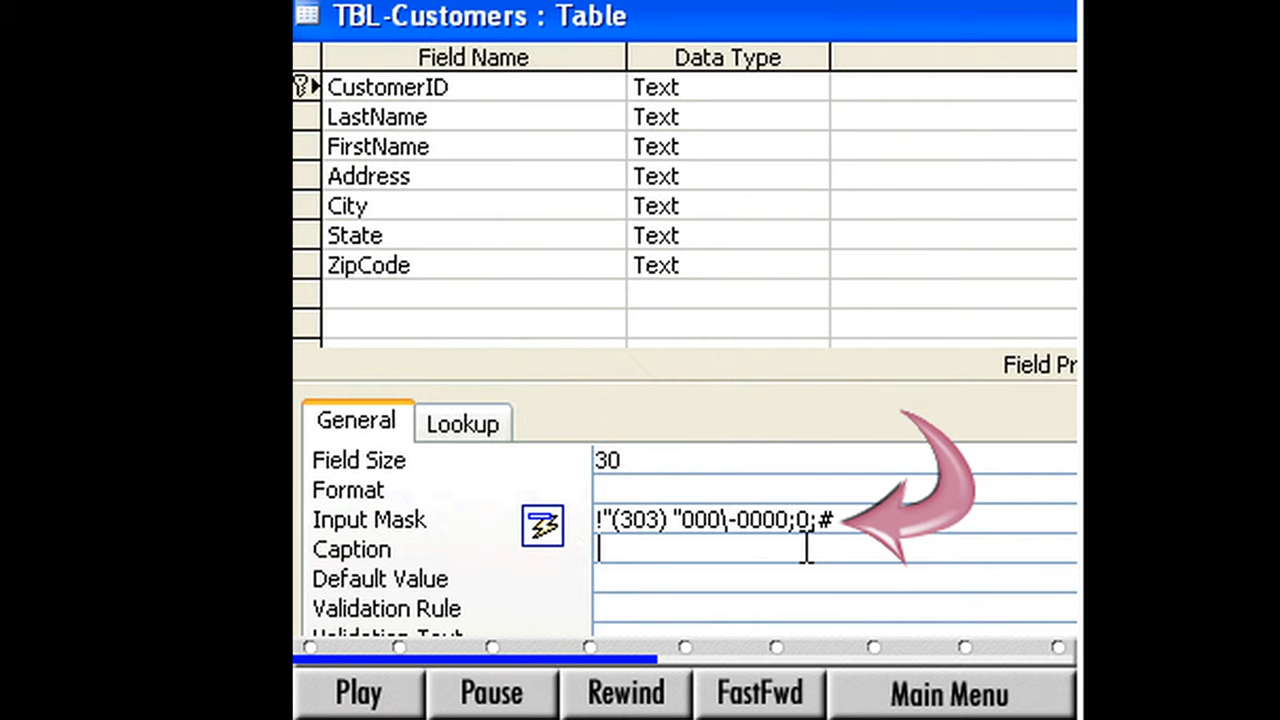 TBL-Customers : Table
Field Name Data Type
CustomerID Text
LastName Text
FirstName Text
Address Text
City Text
State Text
ZipCode Text
Field Pr
General Lookup
Field Size 30
Format
Input Mask !"(303) "000\-0000;0;#
Caption
Default Value
Validation Rule
Play Pause Rewind FastFwd Main Menu